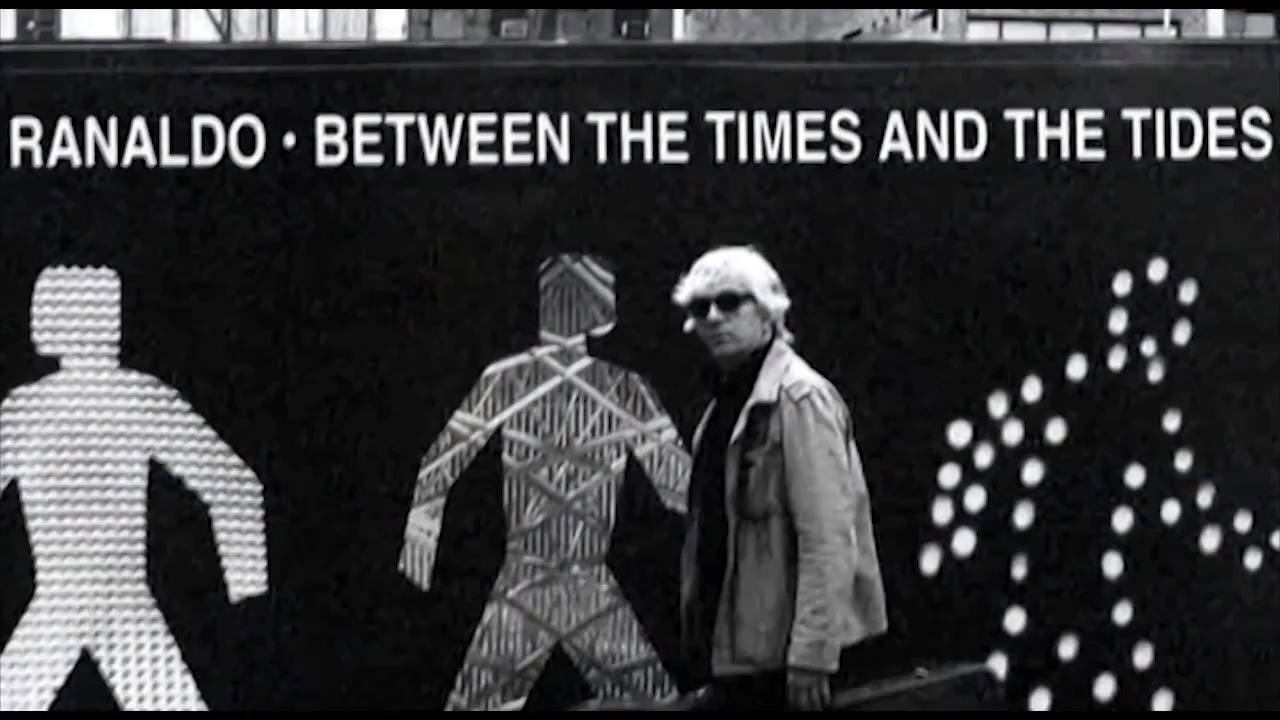 RANALDO • BETWEEN THE TIMES AND THE TIDES